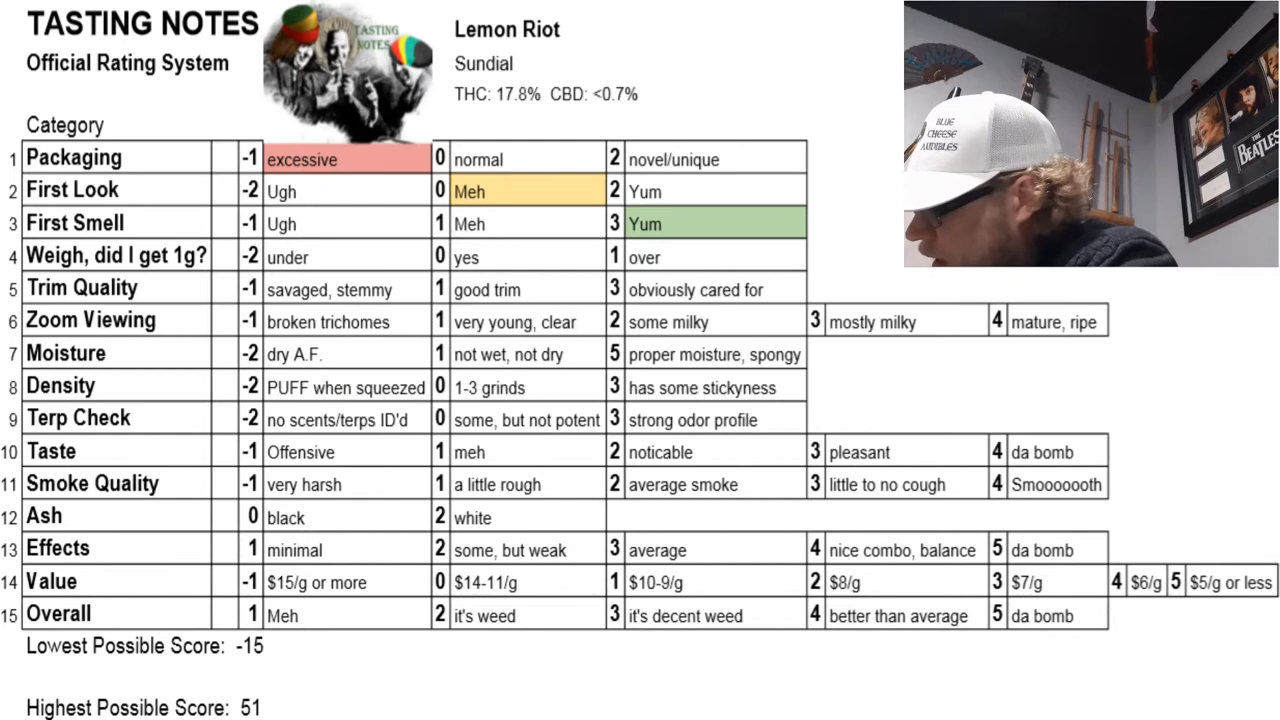 TASTING NOTES
Official Rating System
TASTING
NOTES
Lemon Riot
Sundial
THC: 17.8% CBD: <0.7%
BLUE
CHEESE
AUDIBLES
THE
BEATLES
Category
1 Packaging -1 excessive 0 normal 2 novel/unique
2 First Look -2 Ugh 0 Meh 2 Yum
3 First Smell -1 Ugh 1 Meh 3 Yum
4 Weigh, did I get 1g? -2 under 0 yes 1 over
5 Trim Quality -1 savaged, stemmy 1 good trim 3 obviously cared for
6 Zoom Viewing -1 broken trichomes 1 very young, clear 2 some milky 3 mostly milky 4 mature, ripe
7 Moisture -2 dry A.F. 1 not wet, not dry 5 proper moisture, spongy
8 Density -2 PUFF when squeezed 0 1-3 grinds 3 has some stickyness
9 Terp Check -2 no scents/terps ID'd 0 some, but not potent 3 strong odor profile
10 Taste -1 Offensive 1 meh 2 noticable 3 pleasant 4 da bomb
11 Smoke Quality -1 very harsh 1 a little rough 2 average smoke 3 little to no cough 4 Smooooooth
12 Ash 0 black 2 white
13 Effects 1 minimal 2 some, but weak 3 average 4 nice combo, balance 5 da bomb
14 Value -1 $15/g or more 0 $14-11/g 1 $10-9/g 2 $8/g 3 $7/g 4 $6/g 5 $5/g or less
15 Overall 1 Meh 2 it's weed 3 it's decent weed 4 better than average 5 da bomb
Lowest Possible Score: -15
Highest Possible Score: 51